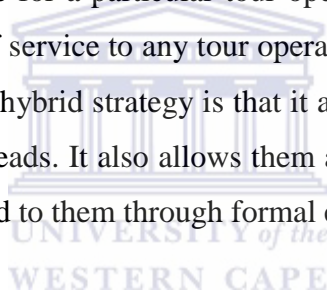 for a particular tour ope
service to any tour opera
hybrid strategy is that it a
eads. It also allows them a
d to them through formal
UNIVERSITY of the
WESTERN CAPE